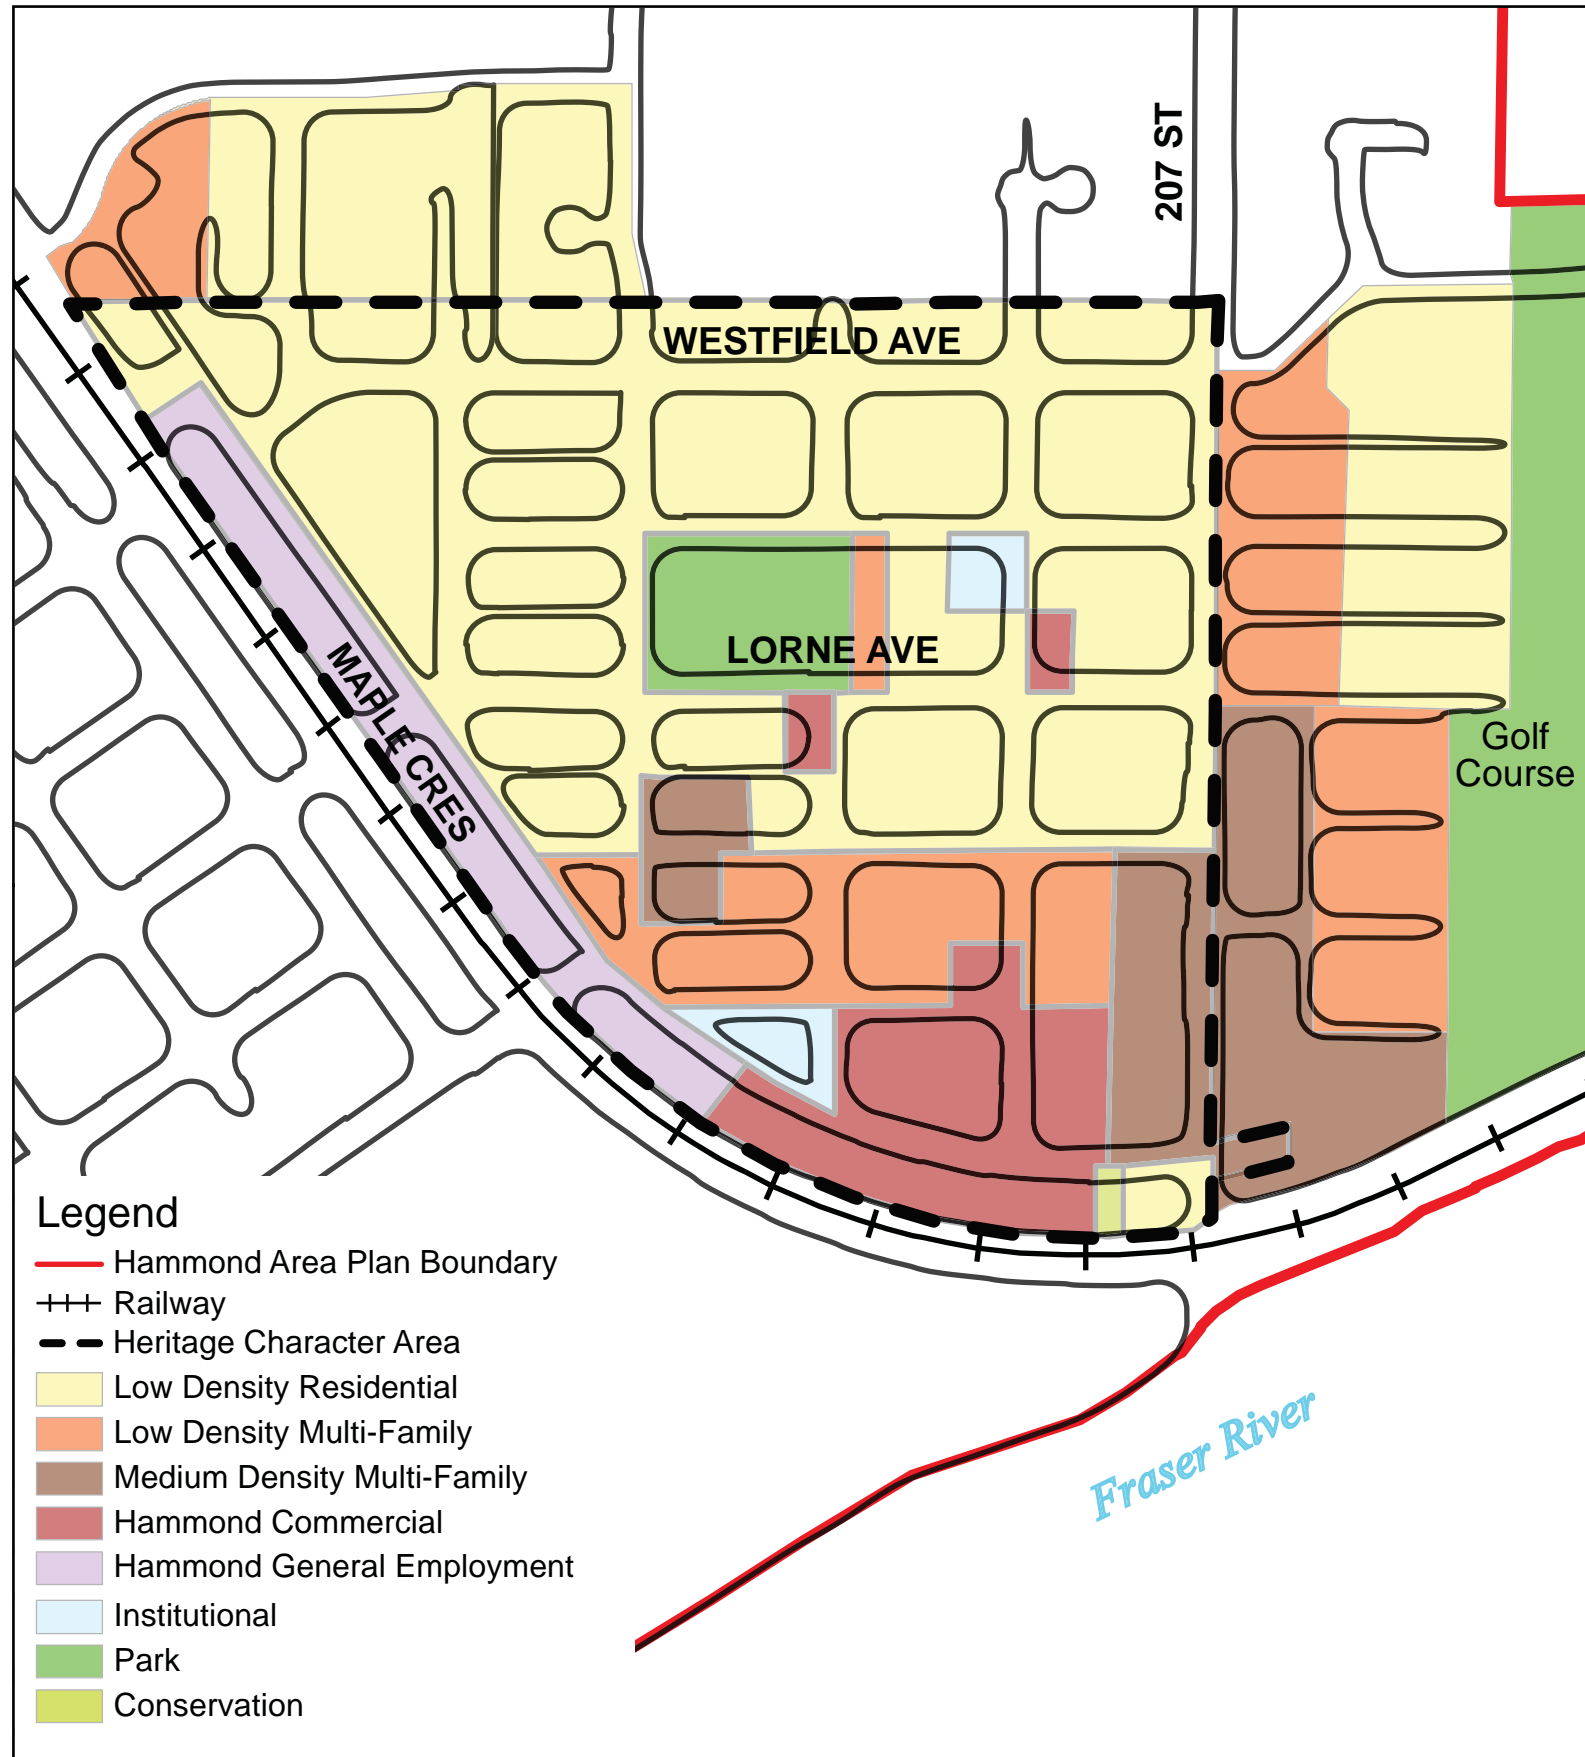 207 ST
WESTFIELD AVE
LORNE AVE
MAPLE CRES
Golf
Course
Fraser River
Legend
Hammond Area Plan Boundary
Railway
Heritage Character Area
Low Density Residential
Low Density Multi-Family
Medium Density Multi-Family
Hammond Commercial
Hammond General Employment
Institutional
Park
Conservation